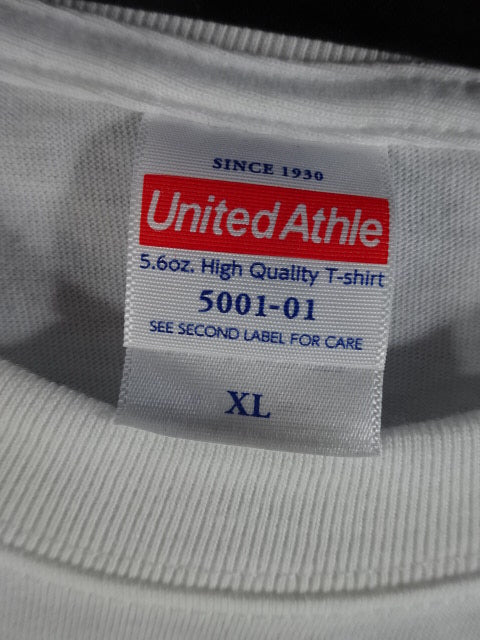 SINCE 1930
United Athle
5.6oz. High Quality T-shirt
5001-01
SEE SECOND LABEL FOR CARE
XL